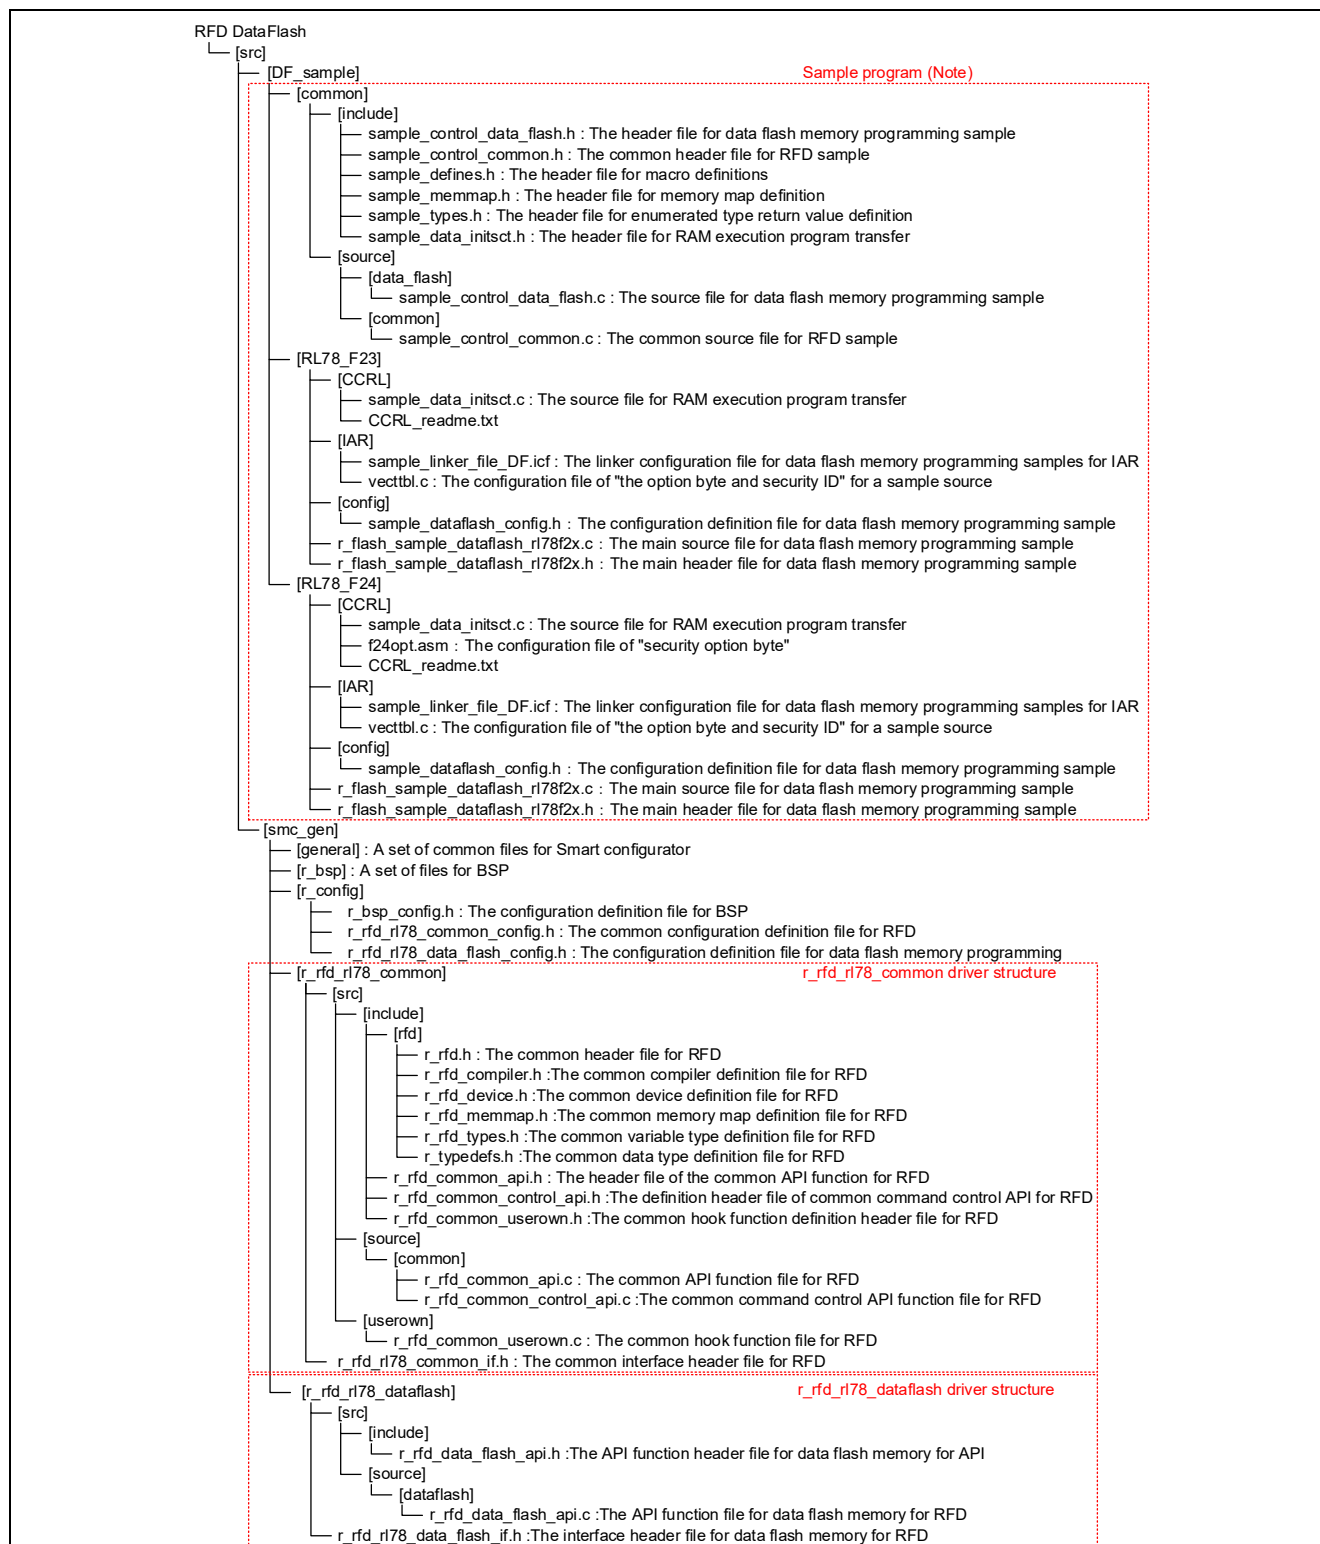 RFD DataFlash
[src]
[DF_sample]
Sample program (Note)
[common]
[include]
sample_control_data_flash.h : The header file for data flash memory programming sample
sample_control_common.h : The common header file for RFD sample
sample_defines.h : The header file for macro definitions
sample_memmap.h : The header file for memory map definition
sample_types.h : The header file for enumerated type return value definition
sample_data_initsct.h : The header file for RAM execution program transfer
[source]
[data_flash]
sample_control_data_flash.c : The source file for data flash memory programming sample
[common]
sample_control_common.c : The common source file for RFD sample
[RL78_F23]
[CCRL]
sample_data_initsct.c : The source file for RAM execution program transfer
CCRL_readme.txt
[IAR]
sample_linker_file_DF.icf : The linker configuration file for data flash memory programming samples for IAR
vecttbl.c : The configuration file of "the option byte and security ID" for a sample source
[config]
sample_dataflash_config.h : The configuration definition file for data flash memory programming sample
r_flash_sample_dataflash_rl78f2x.c : The main source file for data flash memory programming sample
r_flash_sample_dataflash_rl78f2x.h : The main header file for data flash memory programming sample
[RL78_F24]
[CCRL]
sample_data_initsct.c : The source file for RAM execution program transfer
f24opt.asm : The configuration file of "security option byte"
CCRL_readme.txt
[IAR]
sample_linker_file_DF.icf : The linker configuration file for data flash memory programming samples for IAR
vecttbl.c : The configuration file of "the option byte and security ID" for a sample source
[config]
sample_dataflash_config.h : The configuration definition file for data flash memory programming sample
r_flash_sample_dataflash_rl78f2x.c : The main source file for data flash memory programming sample
r_flash_sample_dataflash_rl78f2x.h : The main header file for data flash memory programming sample
[smc_gen]
[general] : A set of common files for Smart configurator
[r_bsp] : A set of files for BSP
[r_config]
r_bsp_config.h : The configuration definition file for BSP
r_rfd_rl78_common_config.h : The common configuration definition file for RFD
r_rfd_rl78_data_flash_config.h : The configuration definition file for data flash memory programming
[r_rfd_rl78_common]
r_rfd_rl78_common driver structure
[src]
[include]
[rfd]
r_rfd.h : The common header file for RFD
r_rfd_compiler.h :The common compiler definition file for RFD
r_rfd_device.h :The common device definition file for RFD
r_rfd_memmap.h :The common memory map definition file for RFD
r_rfd_types.h :The common variable type definition file for RFD
r_typedefs.h :The common data type definition file for RFD
r_rfd_common_api.h : The header file of the common API function for RFD
r_rfd_common_control_api.h :The definition header file of common command control API for RFD
r_rfd_common_userown.h :The common hook function definition header file for RFD
[source]
[common]
r_rfd_common_api.c : The common API function file for RFD
r_rfd_common_control_api.c :The common command control API function file for RFD
[userown]
r_rfd_common_userown.c : The common hook function file for RFD
r_rfd_rl78_common_if.h : The common interface header file for RFD
[r_rfd_rl78_dataflash]
r_rfd_rl78_dataflash driver structure
[src]
[include]
r_rfd_data_flash_api.h :The API function header file for data flash memory for API
[source]
[dataflash]
r_rfd_data_flash_api.c :The API function file for data flash memory for RFD
r_rfd_rl78_data_flash_if.h :The interface header file for data flash memory for RFD